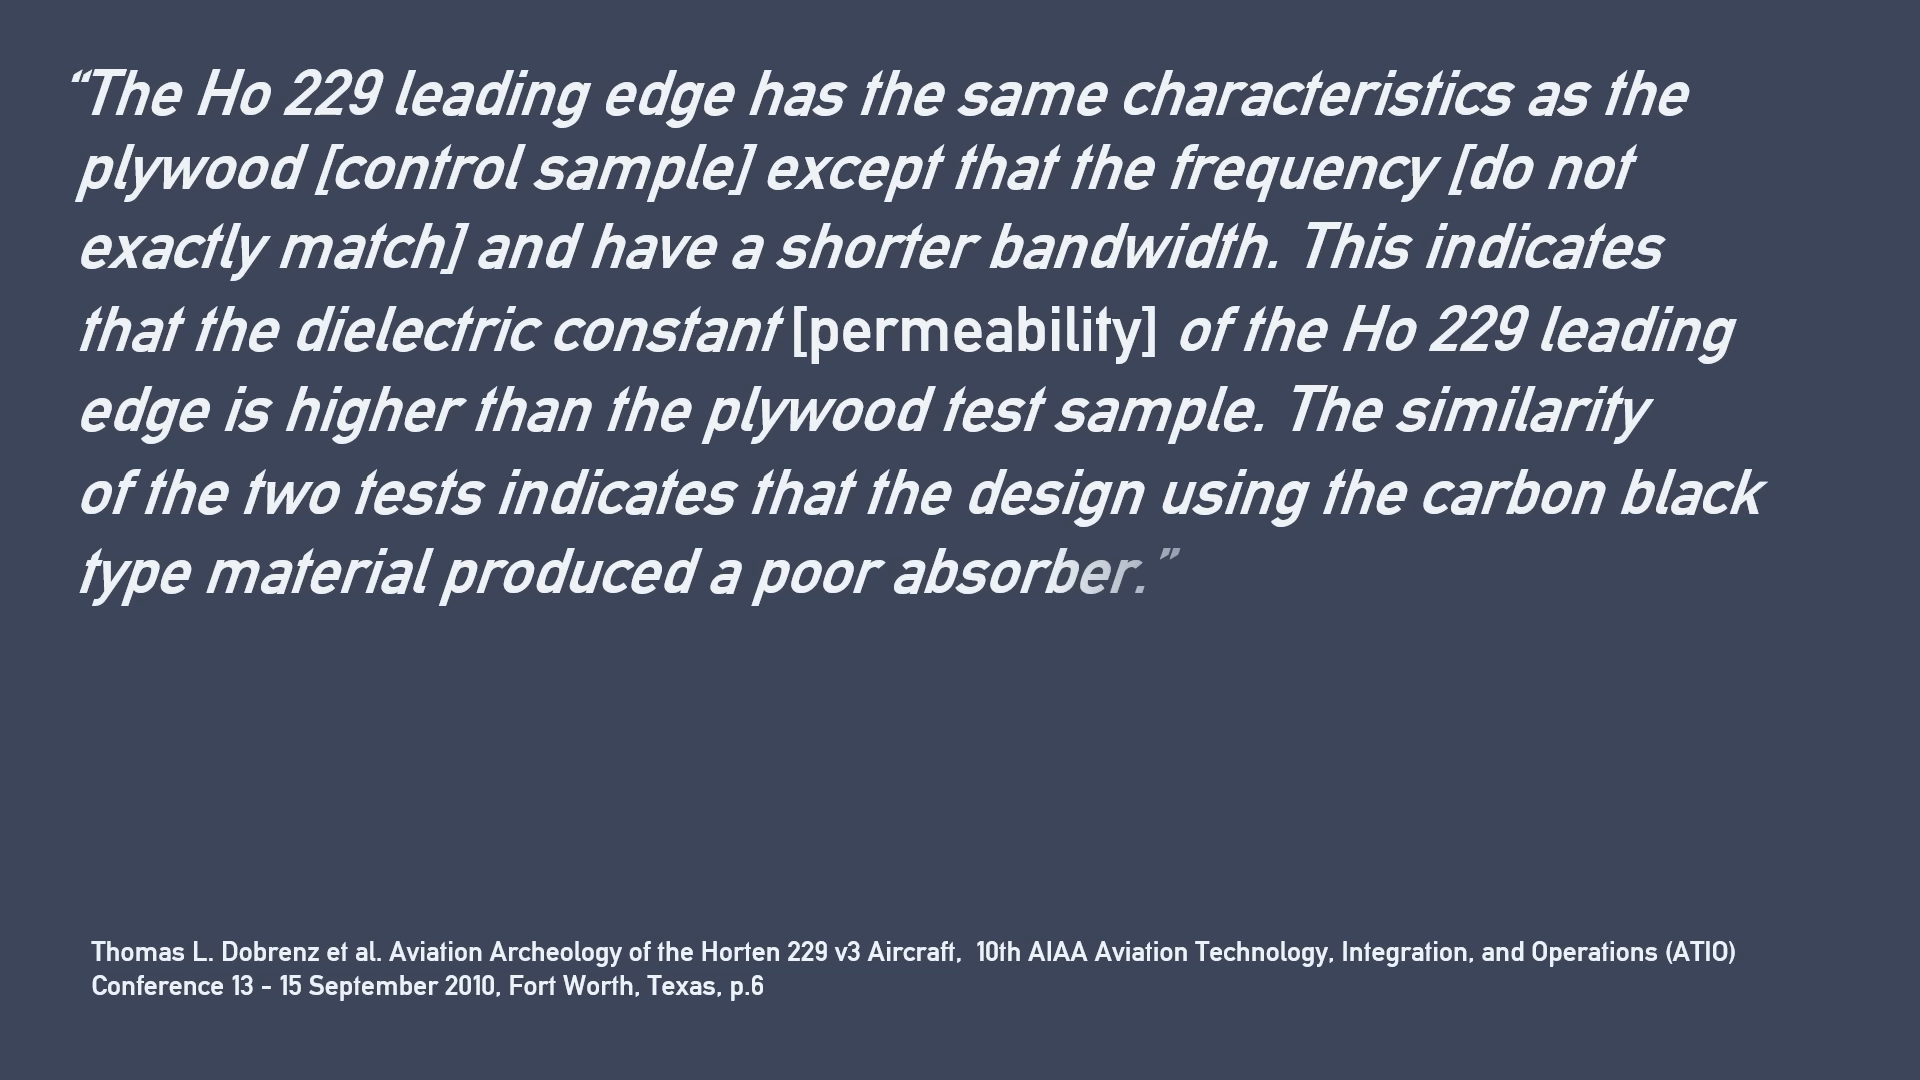 “The Ho 229 leading edge has the same characteristics as the
plywood [control sample] except that the frequency [do not
exactly match] and have a shorter bandwidth. This indicates
that the dielectric constant [permeability] of the Ho 229 leading
edge is higher than the plywood test sample. The similarity
of the two tests indicates that the design using the carbon black
type material produced a poor absorber.”
Thomas L. Dobrenz et al. Aviation Archeology of the Horten 229 v3 Aircraft,  10th AIAA Aviation Technology, Integration, and Operations (ATIO)
Conference 13 - 15 September 2010, Fort Worth, Texas, p.6